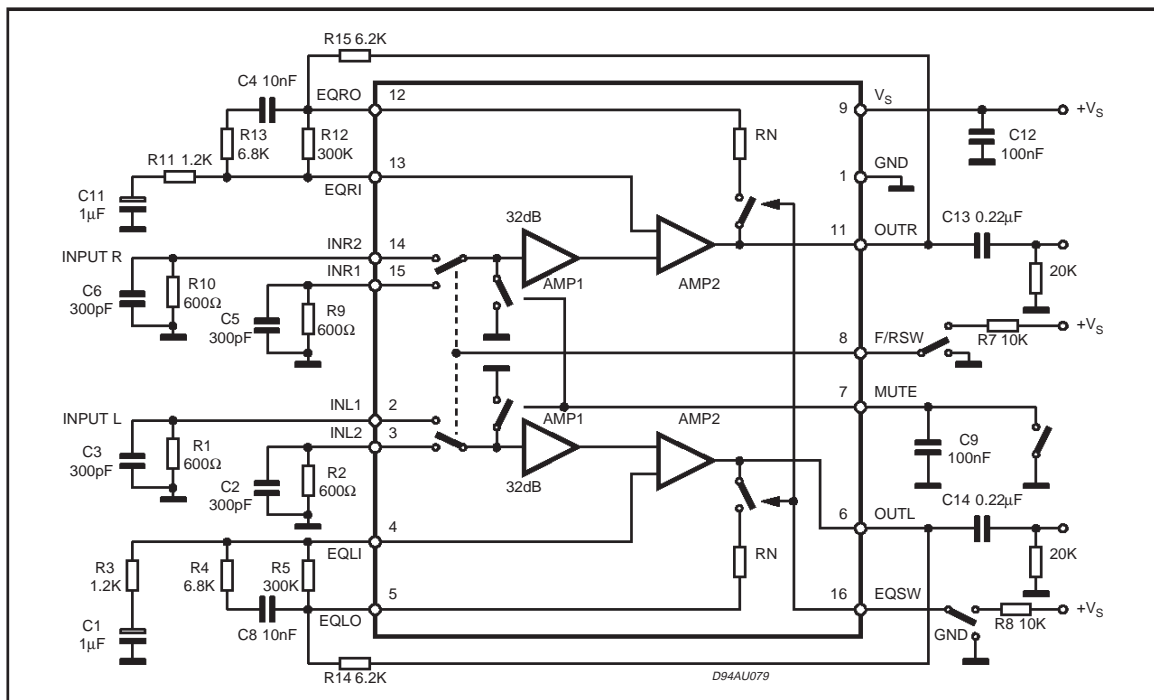 R15 6.2K
C4 10nF
EQRO
12
9
VS
+VS
R13
6.8K
R12
300K
RN
C12
100nF
R11 1.2K
13
EQRI
1
GND
C11
1µF
32dB
C13 0.22µF
INPUT R
INR2
14
11
OUTR
INR1
15
AMP1
AMP2
C6
300pF
R10
600Ω
C5
300pF
R9
600Ω
20K
+VS
8
F/RSW
R7 10K
7
MUTE
INPUT L
INL1
2
AMP1
AMP2
INL2
3
C3
300pF
R1
600Ω
C2
300pF
R2
600Ω
32dB
C9
100nF
C14 0.22µF
6
OUTL
4
EQLI
R3
1.2K
R4
6.8K
R5
300K
RN
20K
5
EQLO
16
EQSW
+VS
C1
1µF
C8 10nF
GND
R8 10K
R14 6.2K
D94AU079